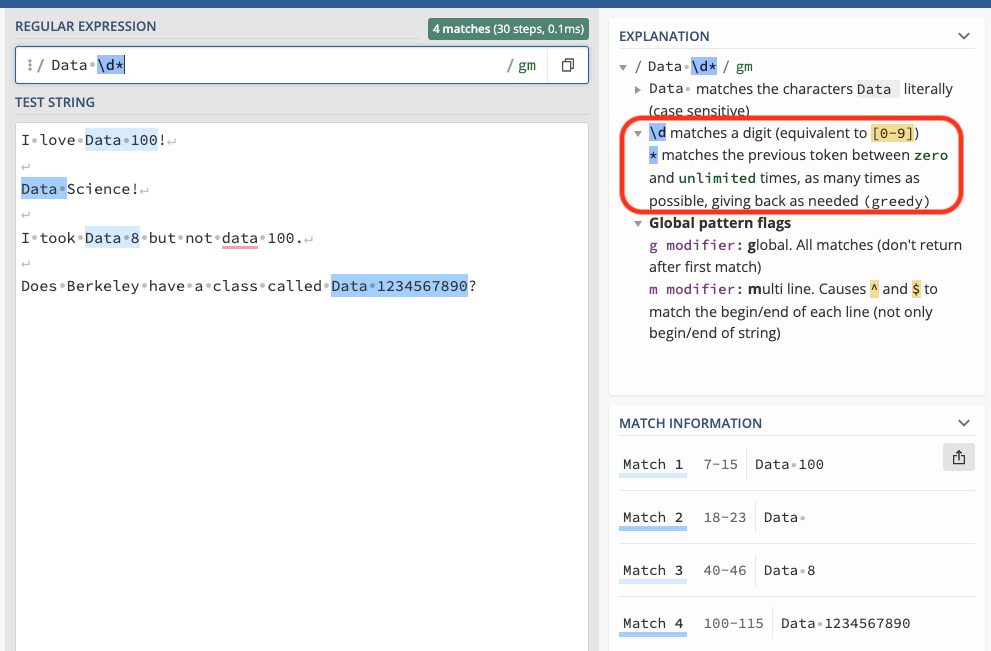 REGULAR EXPRESSION
4 matches (30 steps, 0.1ms)
/ Data·\d*
/ gm
TEST STRING
I·love·Data·100!↵
↵
Data·Science!↵
↵
I·took·Data·8·but·not·data·100.↵
↵
Does·Berkeley·have·a·class·called·Data·1234567890?
EXPLANATION
/ Data·\d* / gm
Data· matches the characters Data  literally
(case sensitive)
\d matches a digit (equivalent to [0-9])
* matches the previous token between zero
and unlimited times, as many times as
possible, giving back as needed (greedy)
Global pattern flags
g modifier: global. All matches (don't return
after first match)
m modifier: multi line. Causes ^ and $ to
match the begin/end of each line (not only
begin/end of string)
MATCH INFORMATION
Match 1 7-15 Data·100
Match 2 18-23 Data·
Match 3 40-46 Data·8
Match 4 100-115 Data·1234567890